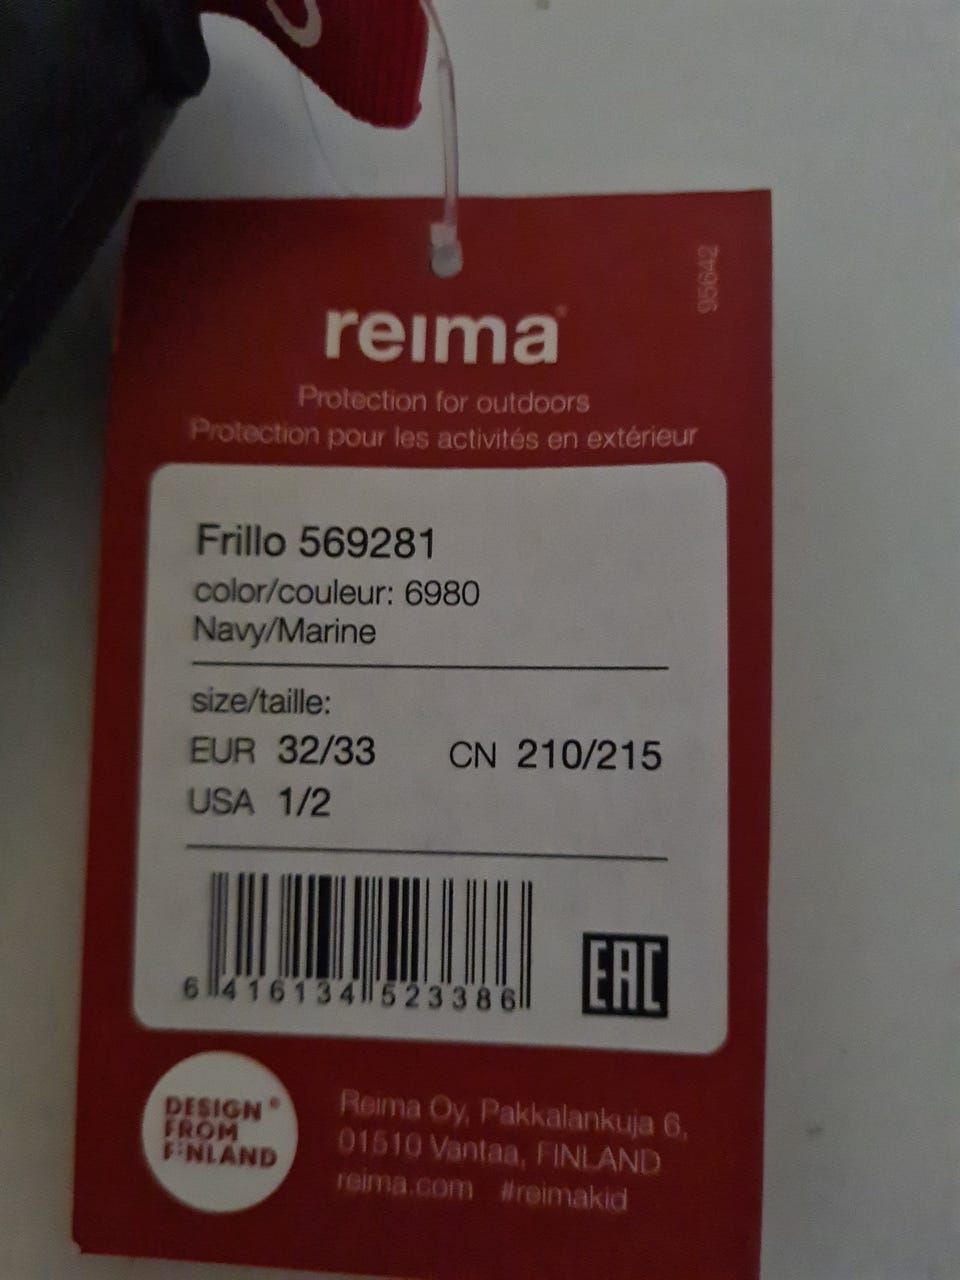 95642
reima®
Protection for outdoors
Protection pour les activités en extérieur
Frillo 569281
color/couleur: 6980
Navy/Marine
size/taille:
EUR 32/33 CN 210/215
USA 1/2
6 416134 523386
EAC
DESIGN®
FROM
FINLAND
Reima Oy, Pakkalankuja 6,
01510 Vantaa, FINLAND
reima.com #reimakid